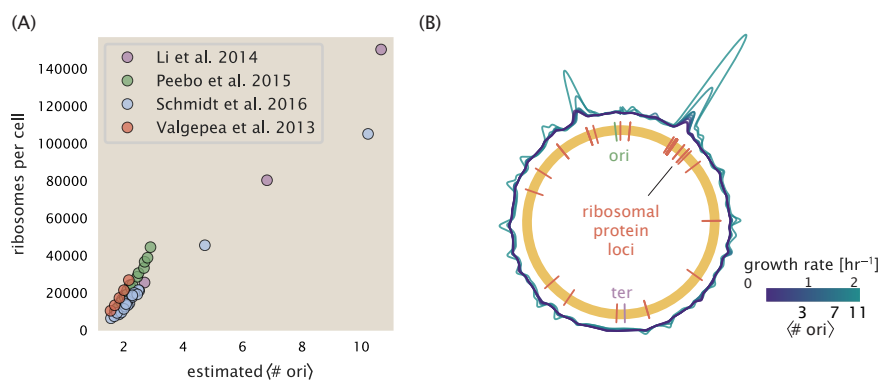 (A)
Li et al. 2014
Peebo et al. 2015
Schmidt et al. 2016
Valgepea et al. 2013
ribosomes per cell
140000
120000
100000
80000
60000
40000
20000
0
2
4
6
8
10
estimated ⟨# ori⟩
(B)
ori
ribosomal
protein
loci
ter
growth rate [hr⁻¹]
0 1 2
3 7 11
⟨# ori⟩